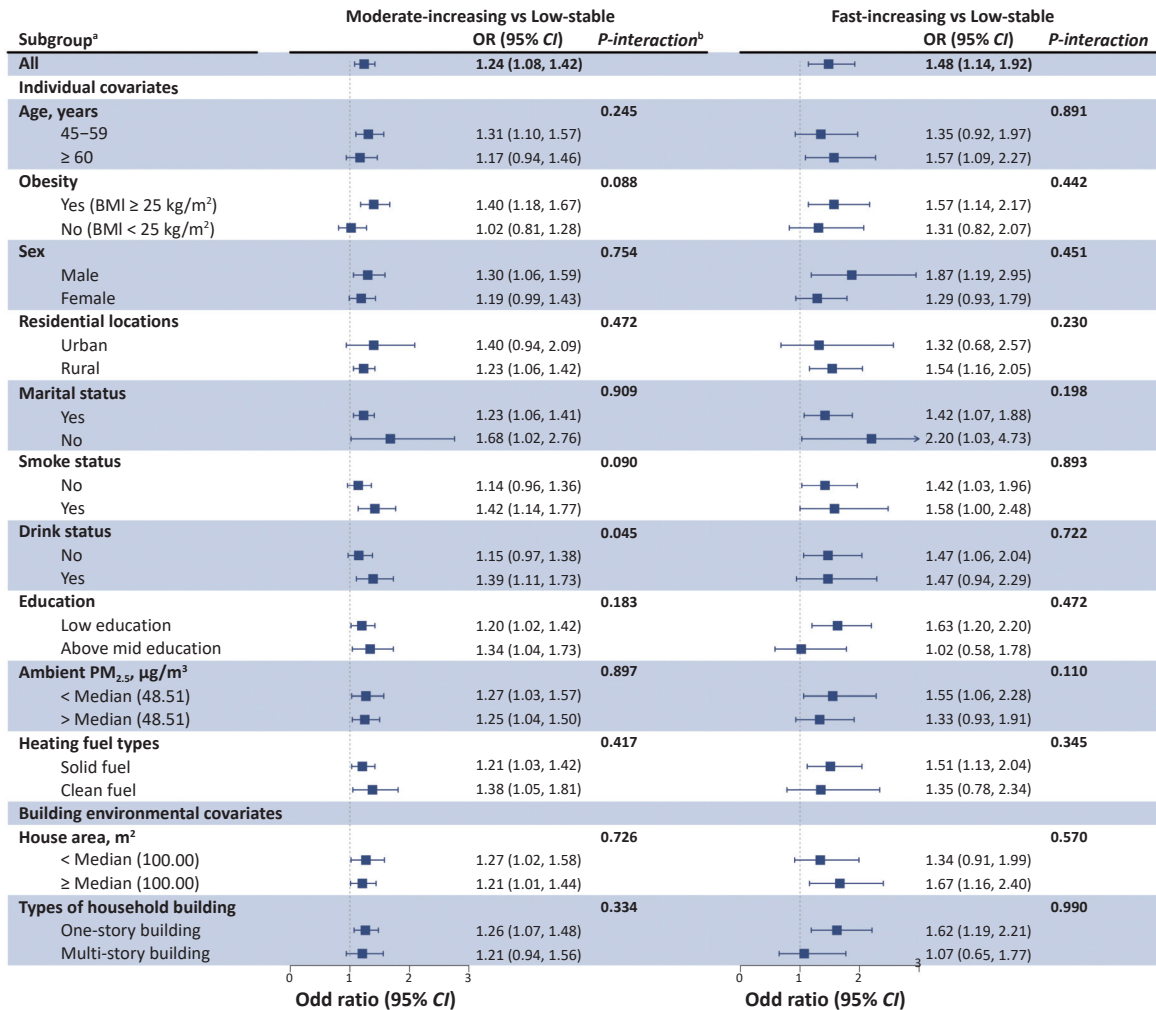 Moderate-increasing vs Low-stable Fast-increasing vs Low-stable
Subgroupᵃ OR (95% CI) P-interactionᵇ OR (95% CI) P-interaction
All 1.24 (1.08, 1.42) 1.48 (1.14, 1.92)
Individual covariates
Age, years 0.245 0.891
45–59 1.31 (1.10, 1.57) 1.35 (0.92, 1.97)
≥ 60 1.17 (0.94, 1.46) 1.57 (1.09, 2.27)
Obesity 0.088 0.442
Yes (BMI ≥ 25 kg/m²) 1.40 (1.18, 1.67) 1.57 (1.14, 2.17)
No (BMI < 25 kg/m²) 1.02 (0.81, 1.28) 1.31 (0.82, 2.07)
Sex 0.754 0.451
Male 1.30 (1.06, 1.59) 1.87 (1.19, 2.95)
Female 1.19 (0.99, 1.43) 1.29 (0.93, 1.79)
Residential locations 0.472 0.230
Urban 1.40 (0.94, 2.09) 1.32 (0.68, 2.57)
Rural 1.23 (1.06, 1.42) 1.54 (1.16, 2.05)
Marital status 0.909 0.198
Yes 1.23 (1.06, 1.41) 1.42 (1.07, 1.88)
No 1.68 (1.02, 2.76) 2.20 (1.03, 4.73)
Smoke status 0.090 0.893
No 1.14 (0.96, 1.36) 1.42 (1.03, 1.96)
Yes 1.42 (1.14, 1.77) 1.58 (1.00, 2.48)
Drink status 0.045 0.722
No 1.15 (0.97, 1.38) 1.47 (1.06, 2.04)
Yes 1.39 (1.11, 1.73) 1.47 (0.94, 2.29)
Education 0.183 0.472
Low education 1.20 (1.02, 1.42) 1.63 (1.20, 2.20)
Above mid education 1.34 (1.04, 1.73) 1.02 (0.58, 1.78)
Ambient PM₂.₅, μg/m³ 0.897 0.110
< Median (48.51) 1.27 (1.03, 1.57) 1.55 (1.06, 2.28)
> Median (48.51) 1.25 (1.04, 1.50) 1.33 (0.93, 1.91)
Heating fuel types 0.417 0.345
Solid fuel 1.21 (1.03, 1.42) 1.51 (1.13, 2.04)
Clean fuel 1.38 (1.05, 1.81) 1.35 (0.78, 2.34)
Building environmental covariates
House area, m² 0.726 0.570
< Median (100.00) 1.27 (1.02, 1.58) 1.34 (0.91, 1.99)
≥ Median (100.00) 1.21 (1.01, 1.44) 1.67 (1.16, 2.40)
Types of household building 0.334 0.990
One-story building 1.26 (1.07, 1.48) 1.62 (1.19, 2.21)
Multi-story building 1.21 (0.94, 1.56) 1.07 (0.65, 1.77)
0 1 2 3 0 1 2 3
Odd ratio (95% CI) Odd ratio (95% CI)